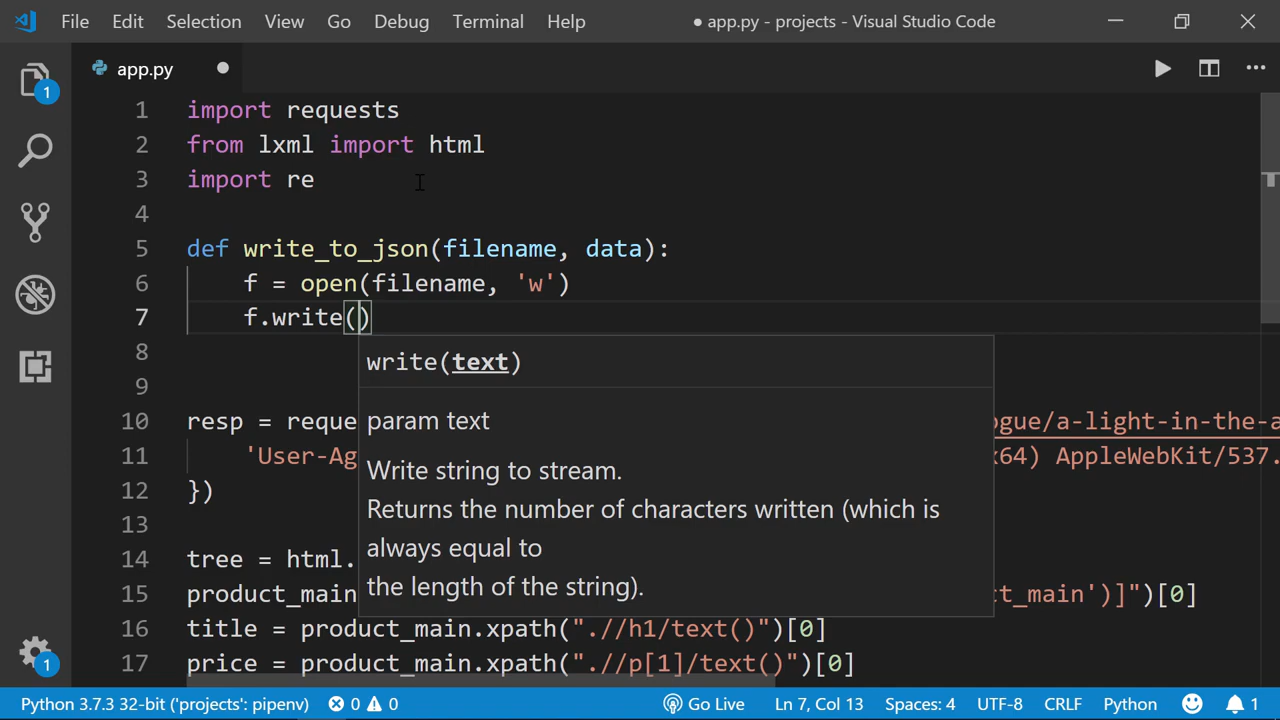 File Edit Selection View Go Debug Terminal Help ● app.py - projects - Visual Studio Code
app.py
1 import requests
2 from lxml import html
3 import re
4
5 def write_to_json(filename, data):
6 f = open(filename, 'w')
7 f.write()
8 write(text)
9 param text
Write string to stream.
Returns the number of characters written (which is
always equal to
the length of the string).
10 resp = reque ogue/a-light-in-the-a
11 'User-Ag x64) AppleWebKit/537.
12 })
13
14 tree = html.
15 product_main ct_main')]")[0]
16 title = product_main.xpath(".//h1/text()")[0]
17 price = product_main.xpath(".//p[1]/text()")[0]
1
1
Python 3.7.3 32-bit ('projects': pipenv) 0 0 Go Live Ln 7, Col 13 Spaces: 4 UTF-8 CRLF Python 1